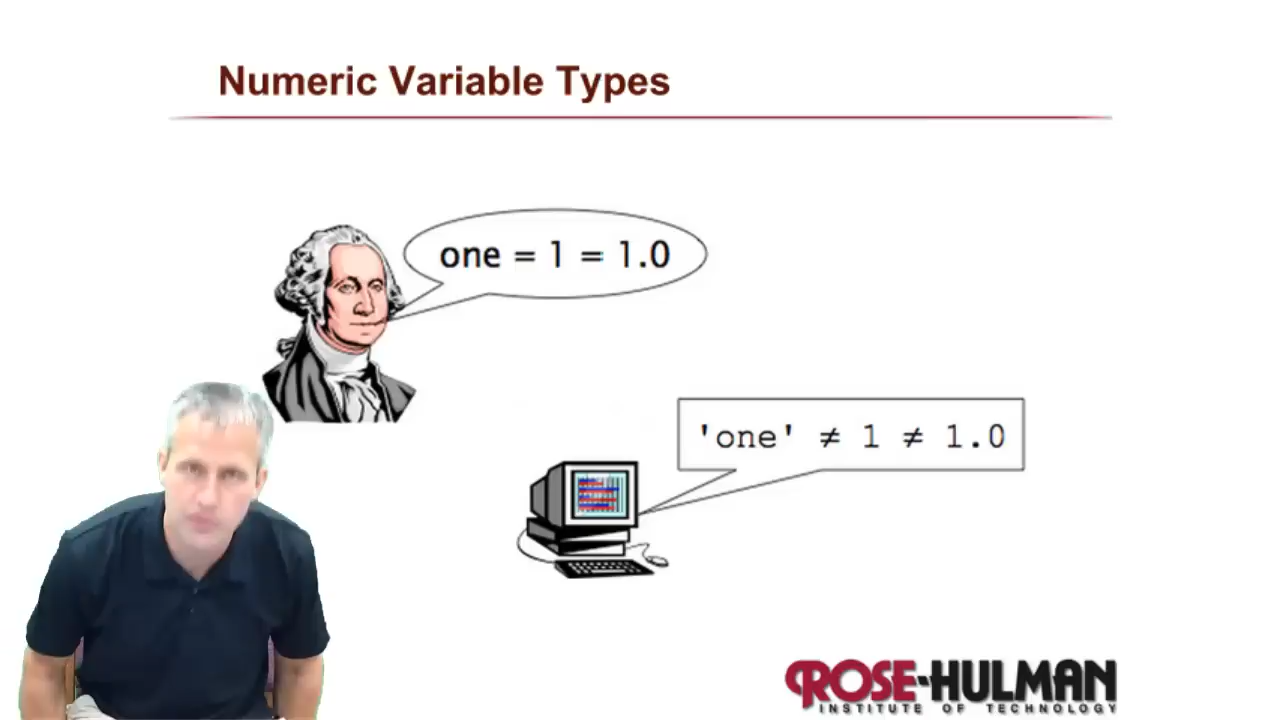 Numeric Variable Types
one = 1 = 1.0
'one' ≠ 1 ≠ 1.0
ROSE-HULMAN
INSTITUTE OF TECHNOLOGY